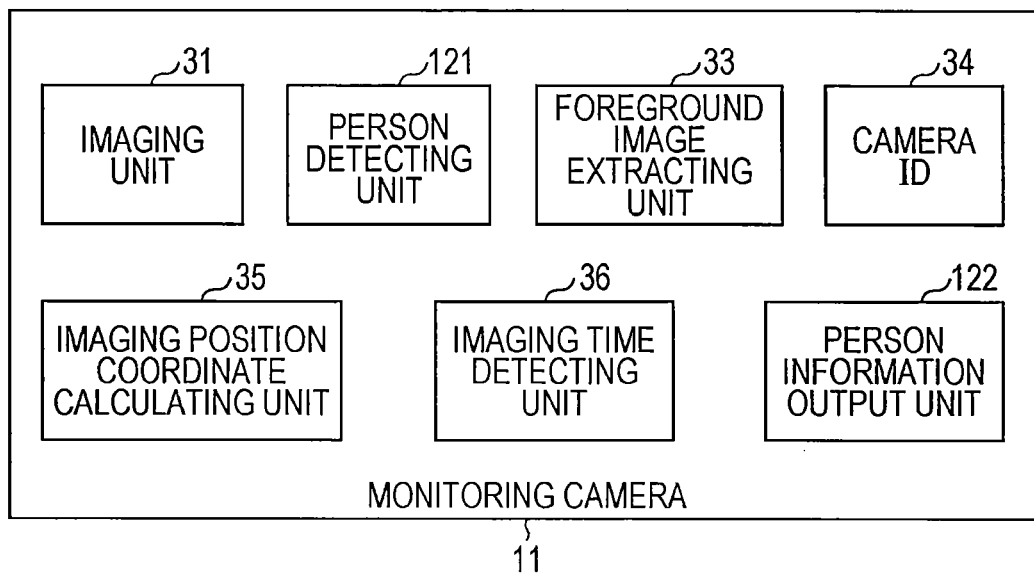 31
121
33
34
IMAGING
UNIT
PERSON
DETECTING
UNIT
FOREGROUND
IMAGE
EXTRACTING
UNIT
CAMERA
ID
35
36
122
IMAGING POSITION
COORDINATE
CALCULATING UNIT
IMAGING TIME
DETECTING
UNIT
PERSON
INFORMATION
OUTPUT UNIT
MONITORING CAMERA
11